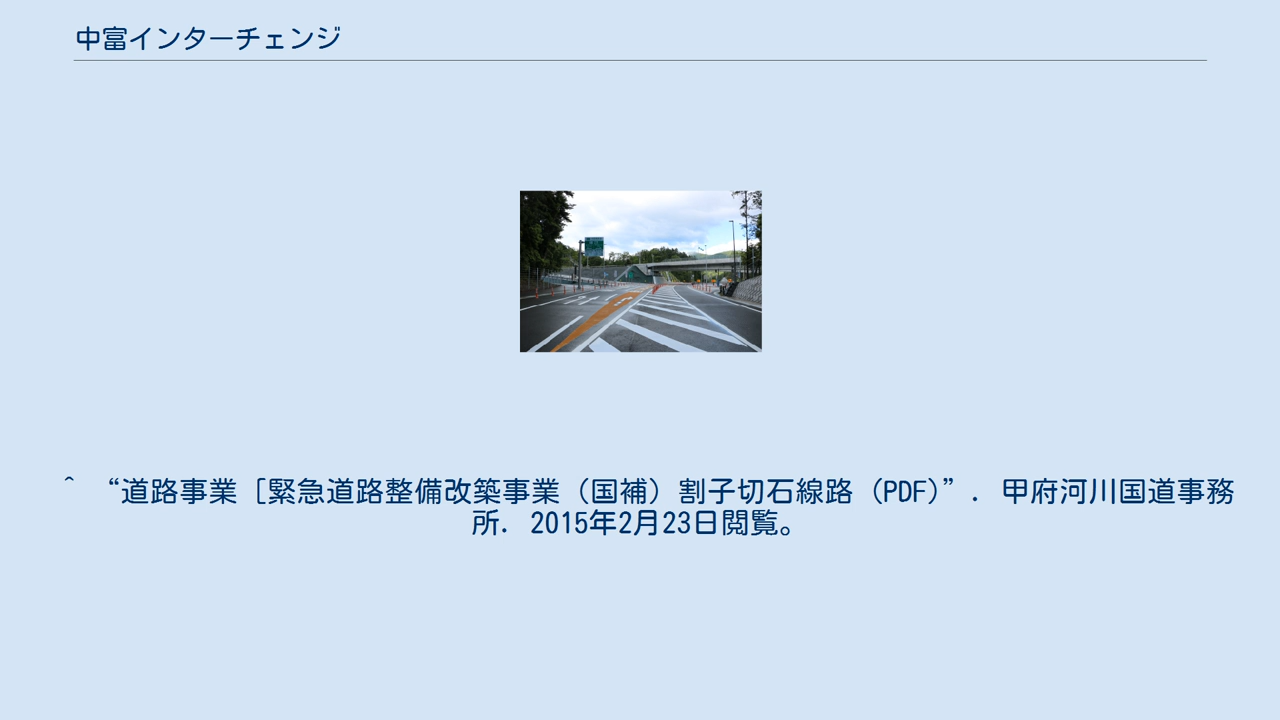 中富インターチェンジ
^ “道路事業［緊急道路整備改築事業（国補）割子切石線路（PDF)”. 甲府河川国道事務
所. 2015年2月23日閲覧。